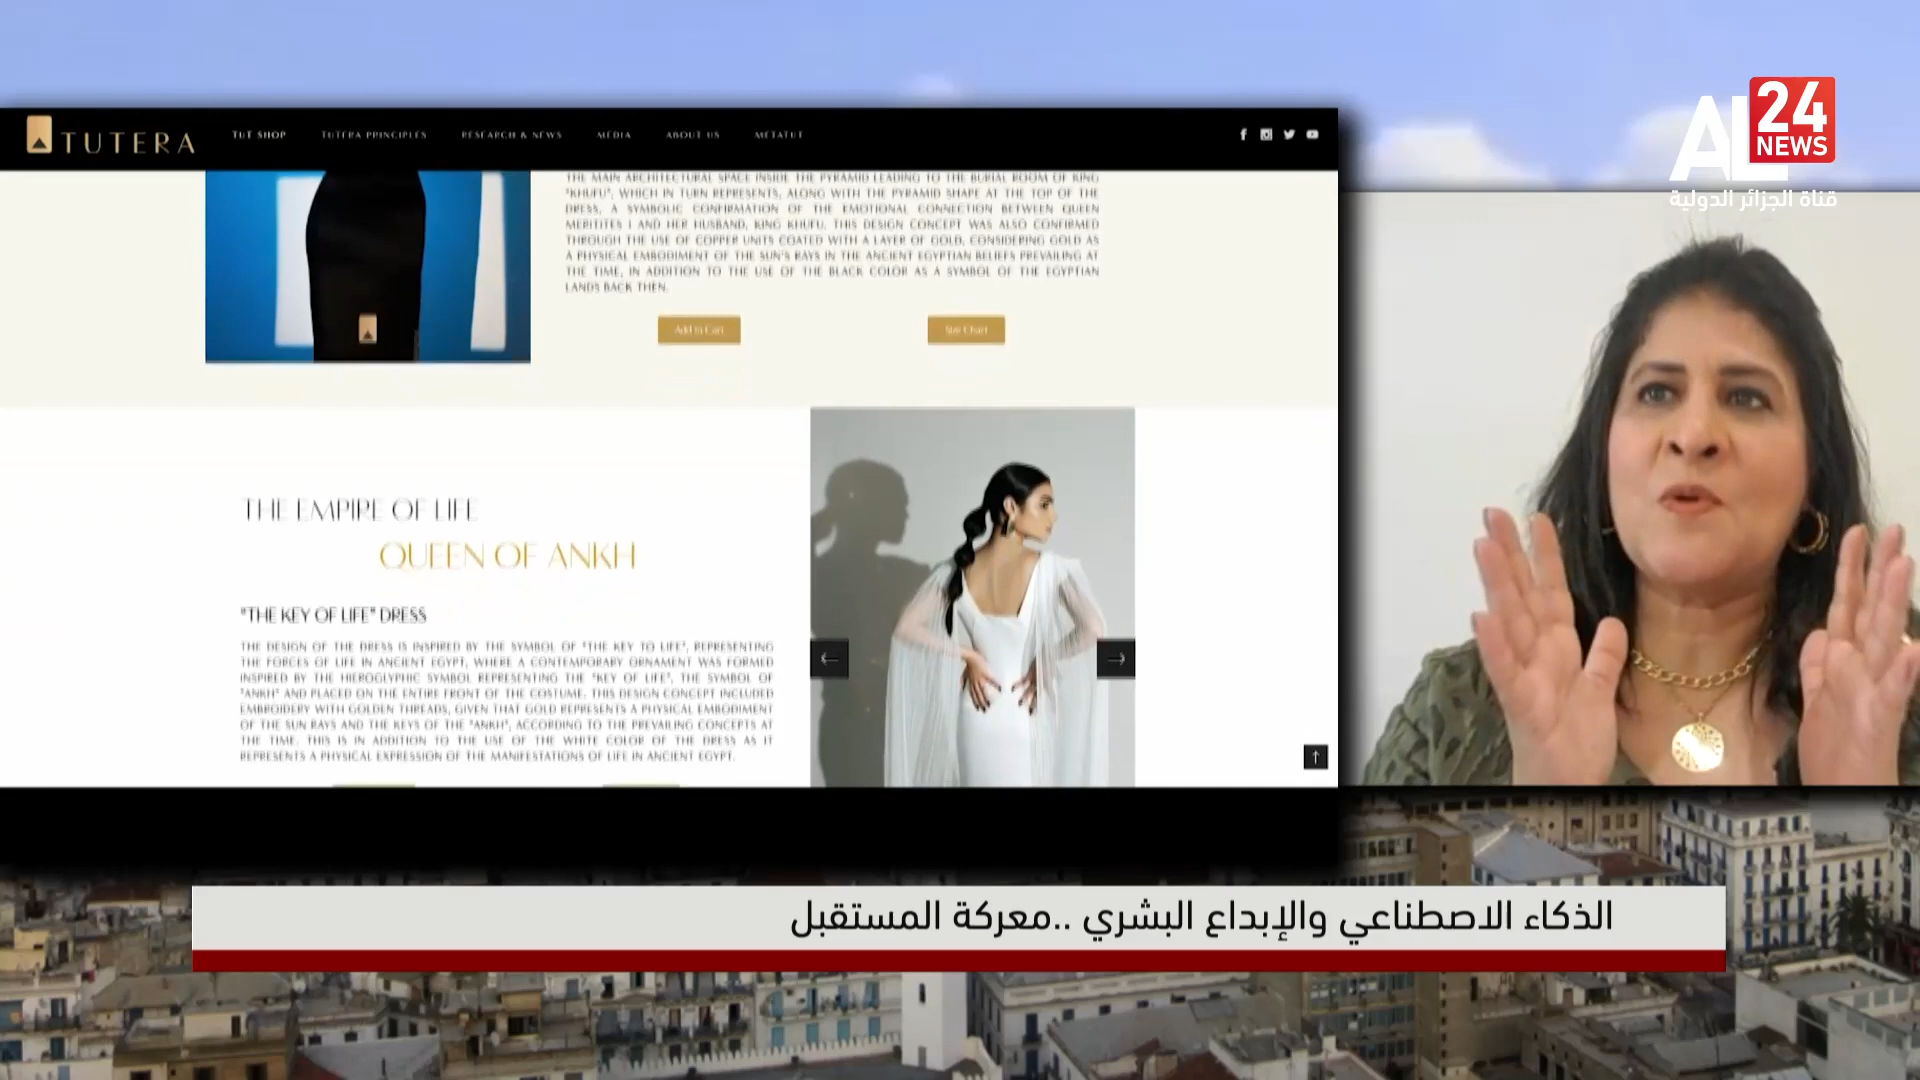 AL
24
NEWS
قناة الجزائر الدولية
TUTERA
TUT SHOP
TUTERA PRINCIPLES
RESEARCH & NEWS
MEDIA
ABOUT US
METATUT
THE MAIN ARCHITECTURAL SPACE INSIDE THE PYRAMID LEADING TO THE BURIAL ROOM OF KING
"KHUFU", WHICH IN TURN REPRESENTS, ALONG WITH THE PYRAMID SHAPE AT THE TOP OF THE
DRESS, A SYMBOLIC CONFIRMATION OF THE EMOTIONAL CONNECTION BETWEEN QUEEN
MERITITES I AND HER HUSBAND, KING KHUFU. THIS DESIGN CONCEPT WAS ALSO CONFIRMED
THROUGH THE USE OF COPPER UNITS COATED WITH A LAYER OF GOLD, CONSIDERING GOLD AS
A PHYSICAL EMBODIMENT OF THE SUN'S RAYS IN THE ANCIENT EGYPTIAN BELIEFS PREVAILING AT
THE TIME, IN ADDITION TO THE USE OF THE BLACK COLOR AS A SYMBOL OF THE EGYPTIAN
LANDS BACK THEN.
Add to Cart
Size Chart
THE EMPIRE OF LIFE
QUEEN OF ANKH
"THE KEY OF LIFE" DRESS
THE DESIGN OF THE DRESS IS INSPIRED BY THE SYMBOL OF "THE KEY TO LIFE", REPRESENTING
THE FORCES OF LIFE IN ANCIENT EGYPT, WHERE A CONTEMPORARY ORNAMENT WAS FORMED
INSPIRED BY THE HIEROGLYPHIC SYMBOL REPRESENTING THE "KEY OF LIFE", THE SYMBOL OF
"ANKH" AND PLACED ON THE ENTIRE FRONT OF THE COSTUME. THIS DESIGN CONCEPT INCLUDED
EMBROIDERY WITH GOLDEN THREADS, GIVEN THAT GOLD REPRESENTS A PHYSICAL EMBODIMENT
OF THE SUN RAYS AND THE KEYS OF THE "ANKH", ACCORDING TO THE PREVAILING CONCEPTS AT
THE TIME. THIS IS IN ADDITION TO THE USE OF THE WHITE COLOR OF THE DRESS AS IT
REPRESENTS A PHYSICAL EXPRESSION OF THE MANIFESTATIONS OF LIFE IN ANCIENT EGYPT.
الذكاء الاصطناعي والإبداع البشري ..معركة المستقبل